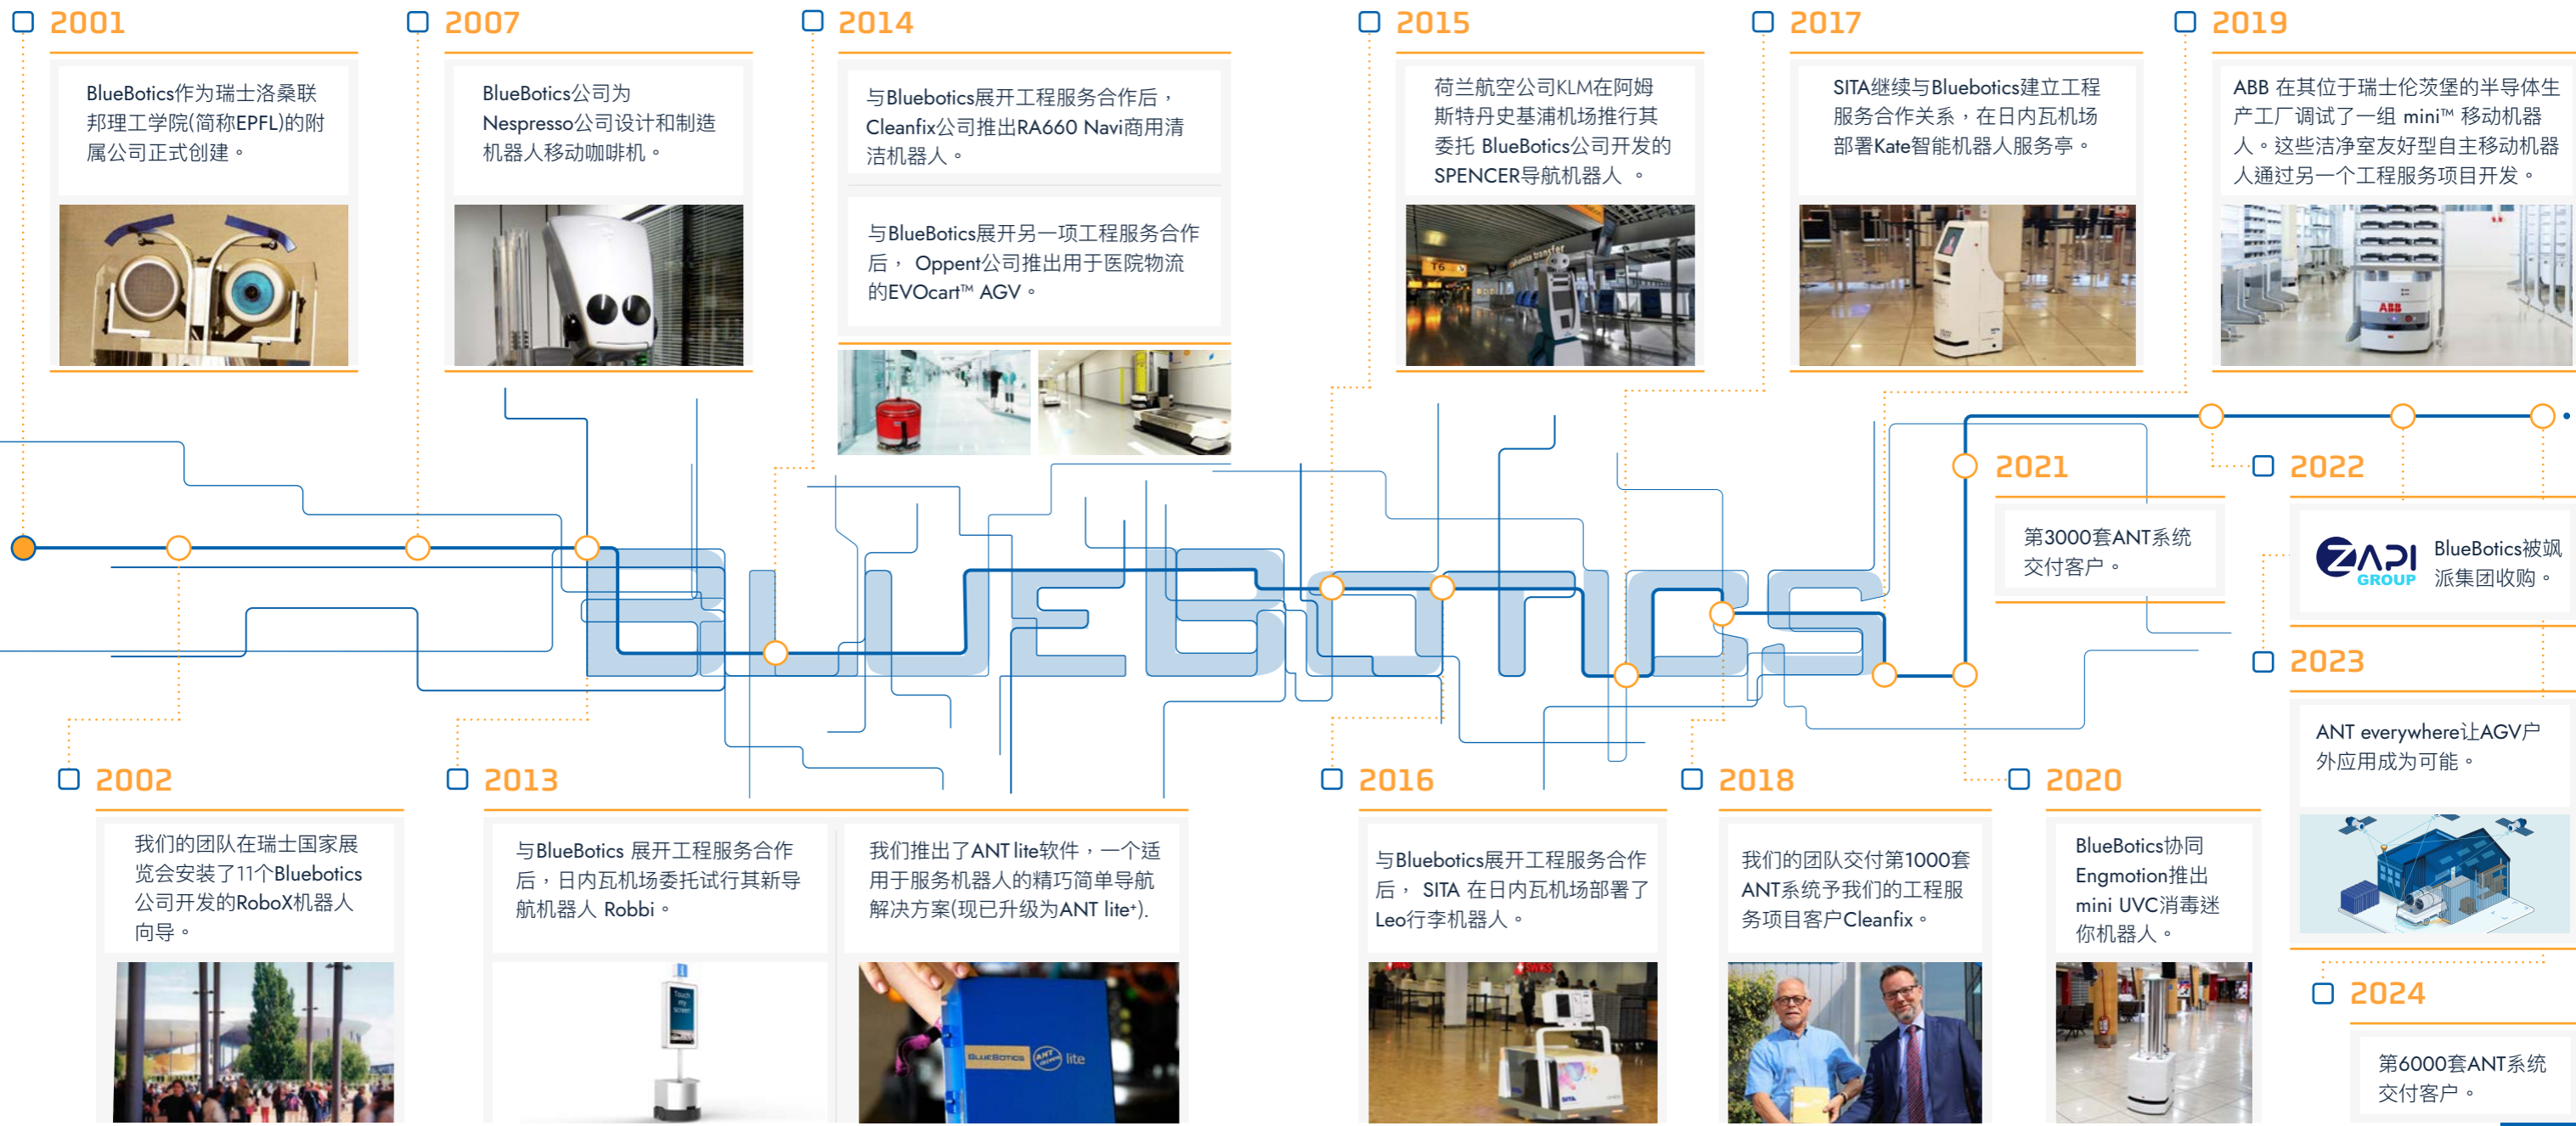 2001
BlueBotics作为瑞士洛桑联
邦理工学院(简称EPFL)的附
属公司正式创建。
2007
BlueBotics公司为
Nespresso公司设计和制造
机器人移动咖啡机。
2014
与Bluebotics展开工程服务合作后，
Cleanfix公司推出RA660 Navi商用清
洁机器人。
与BlueBotics展开另一项工程服务合作
后， Oppent公司推出用于医院物流
的EVOcart™ AGV。
2015
荷兰航空公司KLM在阿姆
斯特丹史基浦机场推行其
委托 BlueBotics公司开发的
SPENCER导航机器人 。
T6
transfer
2017
SITA继续与Bluebotics建立工程
服务合作关系，在日内瓦机场
部署Kate智能机器人服务亭。
2019
ABB 在其位于瑞士伦茨堡的半导体生
产工厂调试了一组 mini™ 移动机器
人。这些洁净室友好型自主移动机器
人通过另一个工程服务项目开发。
ABB
BLUEBOTICS
2021
第3000套ANT系统
交付客户。
2022
ZAPI
GROUP
BlueBotics被飒
派集团收购。
2023
ANT everywhere让AGV户
外应用成为可能。
2024
第6000套ANT系统
交付客户。
2002
我们的团队在瑞士国家展
览会安装了11个Bluebotics
公司开发的RoboX机器人
向导。
2013
与BlueBotics 展开工程服务合作
后，日内瓦机场委托试行其新导
航机器人 Robbi。
Touch
my
screen
我们推出了ANT lite软件，一个适
用于服务机器人的精巧简单导航
解决方案(现已升级为ANT lite⁺).
BLUEBOTICS
ANT
lite
2016
与Bluebotics展开工程服务合作
后， SITA 在日内瓦机场部署了
Leo行李机器人。
SWISS
SITA
2018
我们的团队交付第1000套
ANT系统予我们的工程服
务项目客户Cleanfix。
2020
BlueBotics协同
Engmotion推出
mini UVC消毒迷
你机器人。